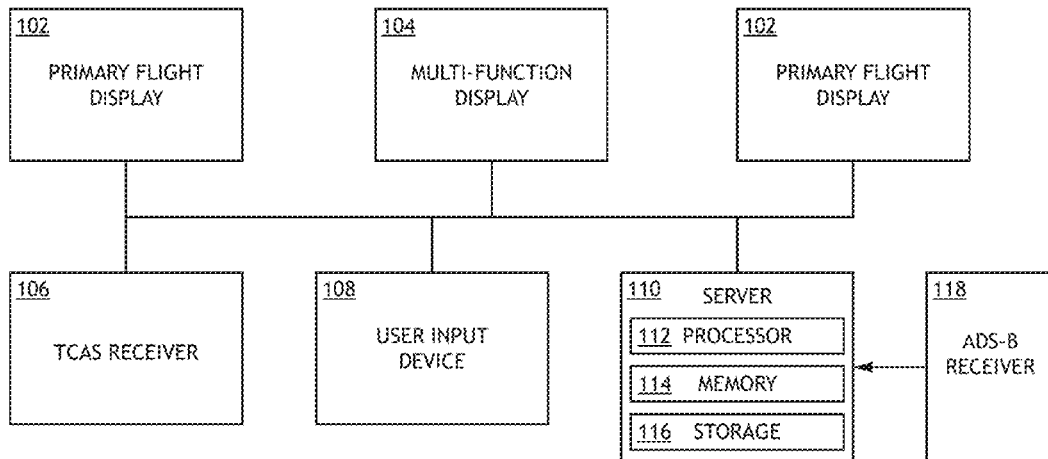 102
PRIMARY FLIGHT
DISPLAY
104
MULTI-FUNCTION
DISPLAY
102
PRIMARY FLIGHT
DISPLAY
106
TCAS RECEIVER
108
USER INPUT
DEVICE
110
SERVER
112 PROCESSOR
114 MEMORY
116 STORAGE
118
ADS-B
RECEIVER